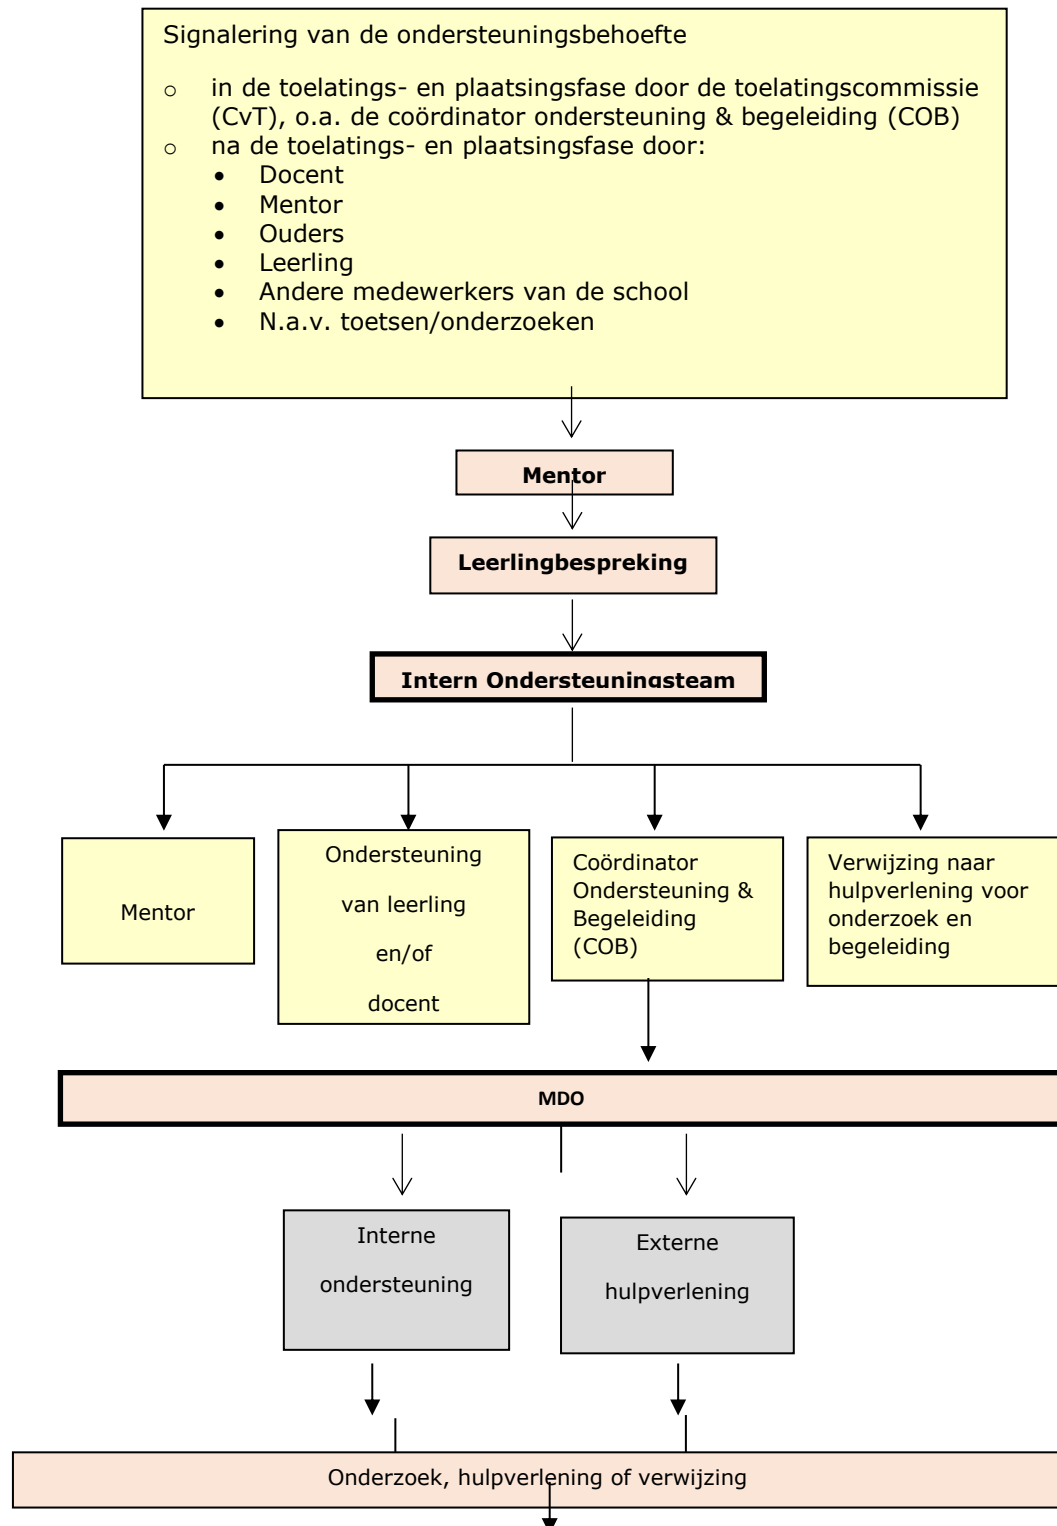 Signalering van de ondersteuningsbehoefte
o in de toelatings- en plaatsingsfase door de toelatingscommissie
(CvT), o.a. de coördinator ondersteuning & begeleiding (COB)
o na de toelatings- en plaatsingsfase door:
• Docent
• Mentor
• Ouders
• Leerling
• Andere medewerkers van de school
• N.a.v. toetsen/onderzoeken
Mentor
Leerlingbespreking
Intern Ondersteuningsteam
Mentor
Ondersteuning
van leerling
en/of
docent
Coördinator
Ondersteuning &
Begeleiding
(COB)
Verwijzing naar
hulpverlening voor
onderzoek en
begeleiding
MDO
Interne
ondersteuning
Externe
hulpverlening
Onderzoek, hulpverlening of verwijzing